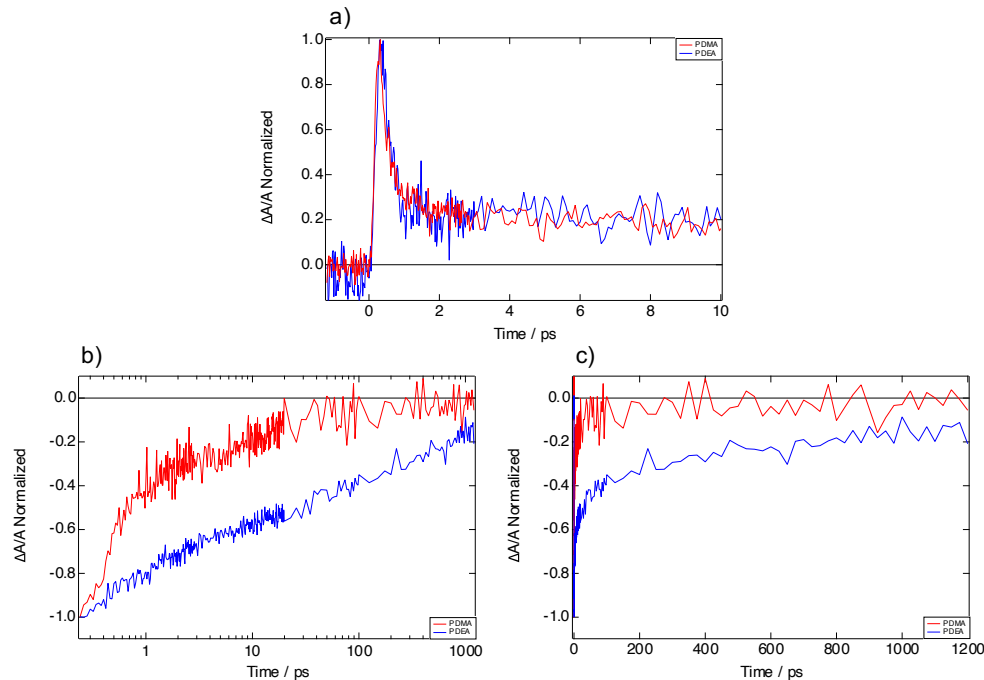 a)
1.0
0.8
0.6
0.4
0.2
0.0
ΔA/A Normalized
PDMA
PDEA
0 2 4 6 8 10
Time / ps
b)
0.0
-0.2
-0.4
-0.6
-0.8
-1.0
ΔA/A Normalized
PDMA
PDEA
1 10 100 1000
Time / ps
c)
0.0
-0.2
-0.4
-0.6
-0.8
-1.0
ΔA/A Normalized
PDMA
PDEA
0 200 400 600 800 1000 1200
Time / ps